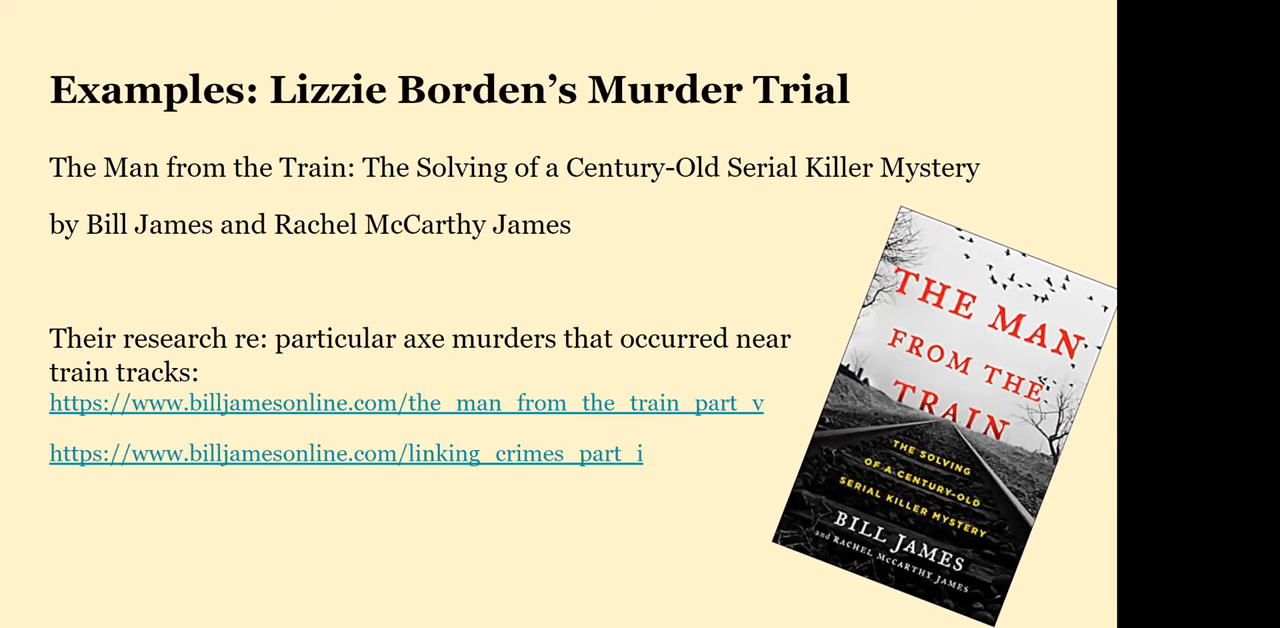 Examples: Lizzie Borden’s Murder Trial
The Man from the Train: The Solving of a Century-Old Serial Killer Mystery
by Bill James and Rachel McCarthy James
Their research re: particular axe murders that occurred near
train tracks:
https://www.billjamesonline.com/the_man_from_the_train_part_v
https://www.billjamesonline.com/linking_crimes_part_i
THE MAN
FROM THE
TRAIN
THE SOLVING
OF A CENTURY-OLD
SERIAL KILLER MYSTERY
BILL JAMES
and RACHEL McCARTHY JAMES